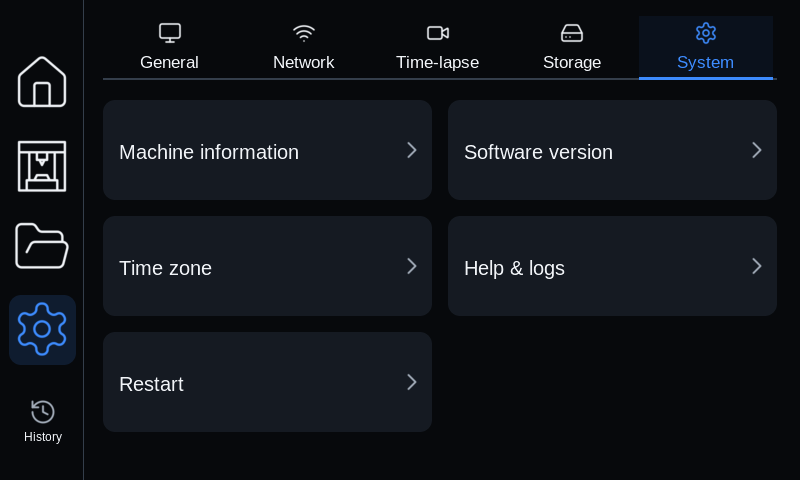 General
Network
Time-lapse
Storage
System
Machine information
Software version
Time zone
Help & logs
Restart
History